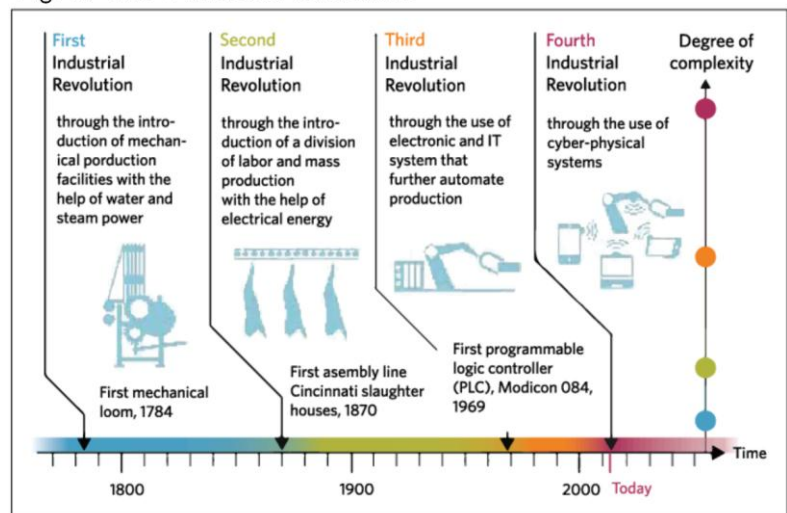 First
Industrial
Revolution
through the intro-
duction of mechan-
ical porduction
facilities with the
help of water and
steam power
First mechanical
loom, 1784
Second
Industrial
Revolution
through the intro-
duction of a division
of labor and mass
production
with the help of
electrical energy
First asembly line
Cincinnati slaughter
houses, 1870
Third
Industrial
Revolution
through the use of
electronic and IT
system that
further automate
production
First programmable
logic controller
(PLC), Modicon 084,
1969
Fourth
Industrial
Revolution
through the use of
cyber-physical
systems
Degree of
complexity
Time
1800
1900
2000
Today